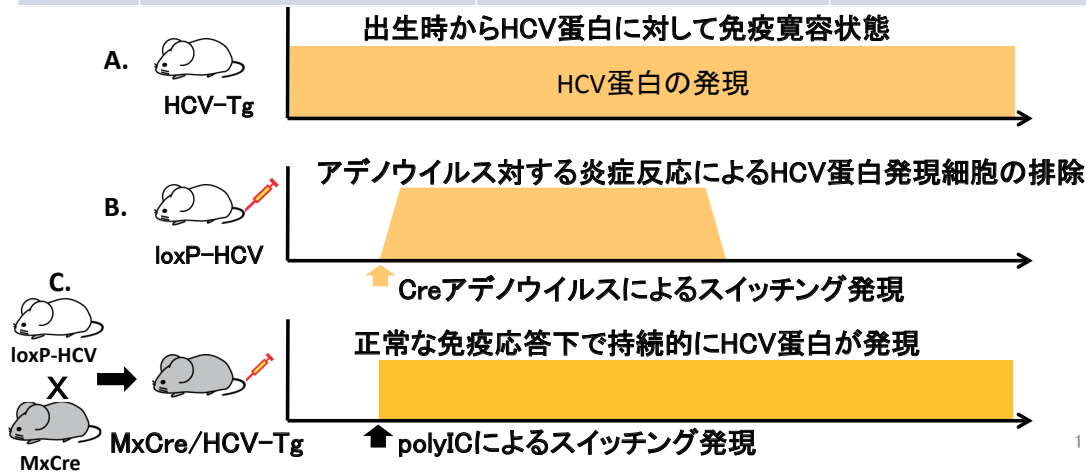 出生時からHCV蛋白に対して免疫寛容状態
A.
HCV蛋白の発現
HCV-Tg
アデノウイルス対する炎症反応によるHCV蛋白発現細胞の排除
B.
loxP-HCV
Creアデノウイルスによるスイッチング発現
C.
loxP-HCV
正常な免疫応答下で持続的にHCV蛋白が発現
X
MxCre/HCV-Tg
polyICによるスイッチング発現
MxCre
1